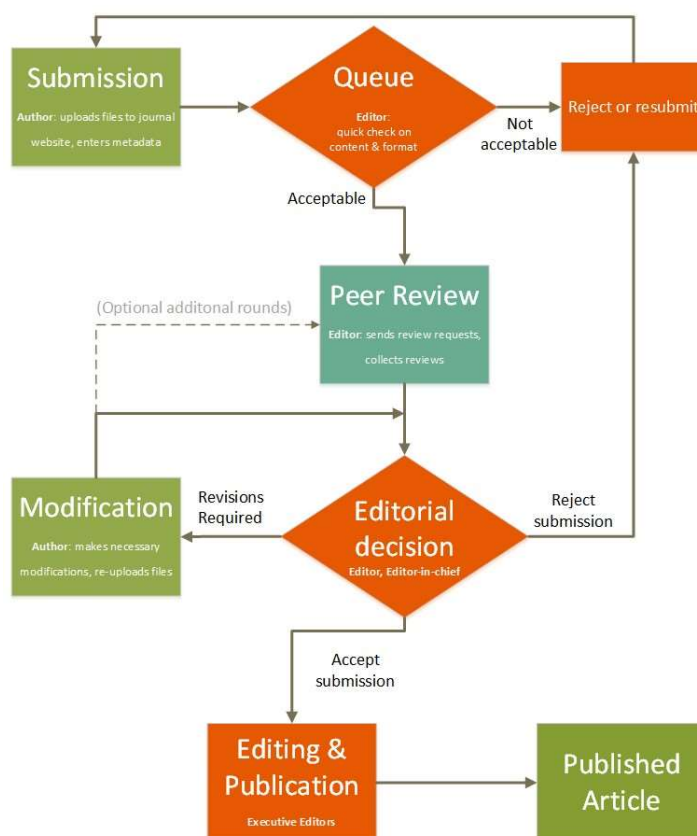 Submission
Author: uploads files to journal
website, enters metadata
Queue
Editor:
quick check on
content & format
Reject or resubmit
Not
acceptable
Acceptable
Peer Review
Editor: sends review requests,
collects reviews
(Optional additonal rounds)
Modification
Author: makes necessary
modifications, re-uploads files
Revisions
Required
Editorial
decision
Editor, Editor-in-chief
Reject
submission
Accept
submission
Editing &
Publication
Executive Editors
Published
Article